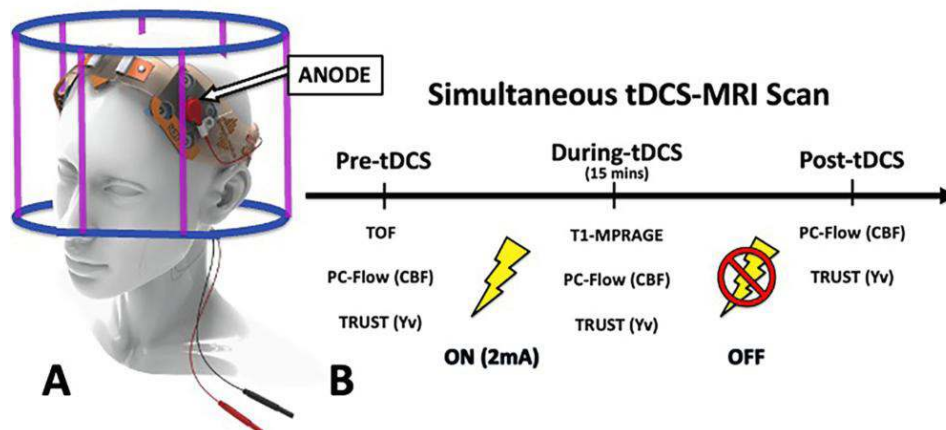 ANODE
Simultaneous tDCS-MRI Scan
Pre-tDCS
During-tDCS
(15 mins)
Post-tDCS
TOF
PC-Flow (CBF)
TRUST (Yv)
ON (2mA)
T1-MPRAGE
PC-Flow (CBF)
TRUST (Yv)
OFF
PC-Flow (CBF)
TRUST (Yv)
A
B